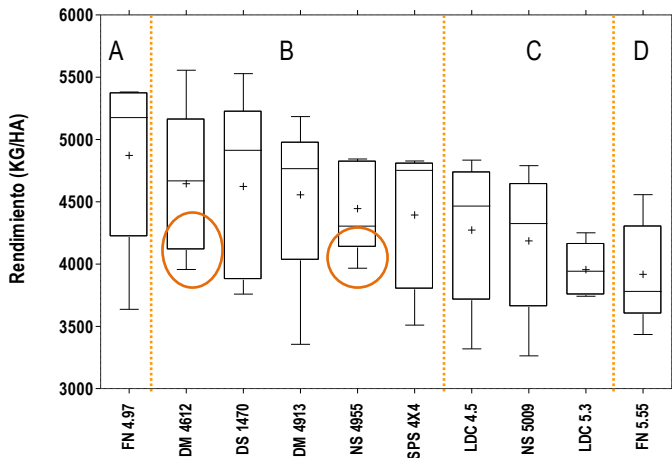 6000
A
B
C
D
5500
5000
4500
4000
3500
3000
Rendimiento (KG/HA)
FN 4.97
DM 4612
DS 1470
DM 4913
NS 4955
SPS 4X4
LDC 4.5
NS 5009
LDC 5.3
FN 5.55